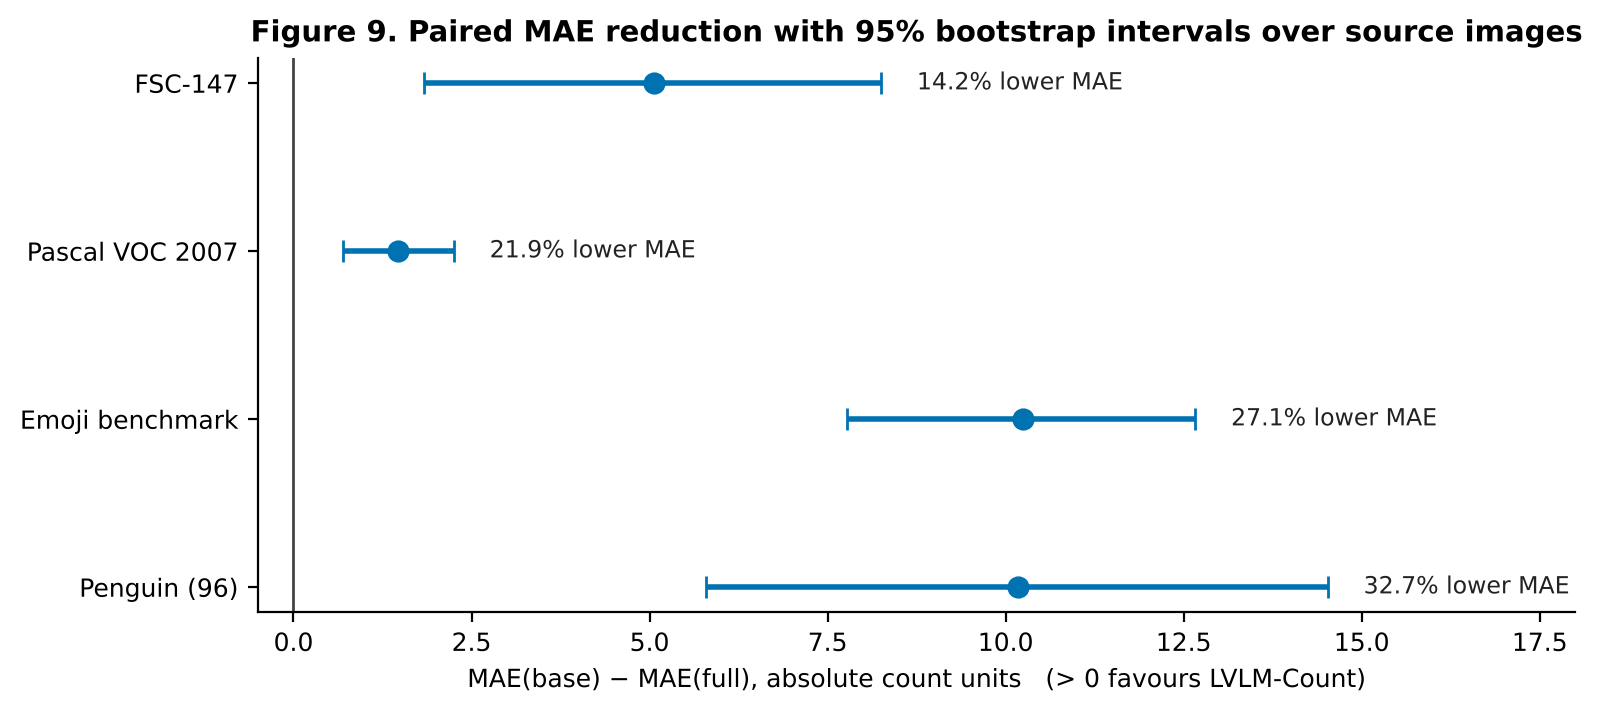 Figure 9. Paired MAE reduction with 95% bootstrap intervals over source images
FSC-147
14.2% lower MAE
Pascal VOC 2007
21.9% lower MAE
Emoji benchmark
27.1% lower MAE
Penguin (96)
32.7% lower MAE
0.0 2.5 5.0 7.5 10.0 12.5 15.0 17.5
MAE(base) − MAE(full), absolute count units (> 0 favours LVLM-Count)